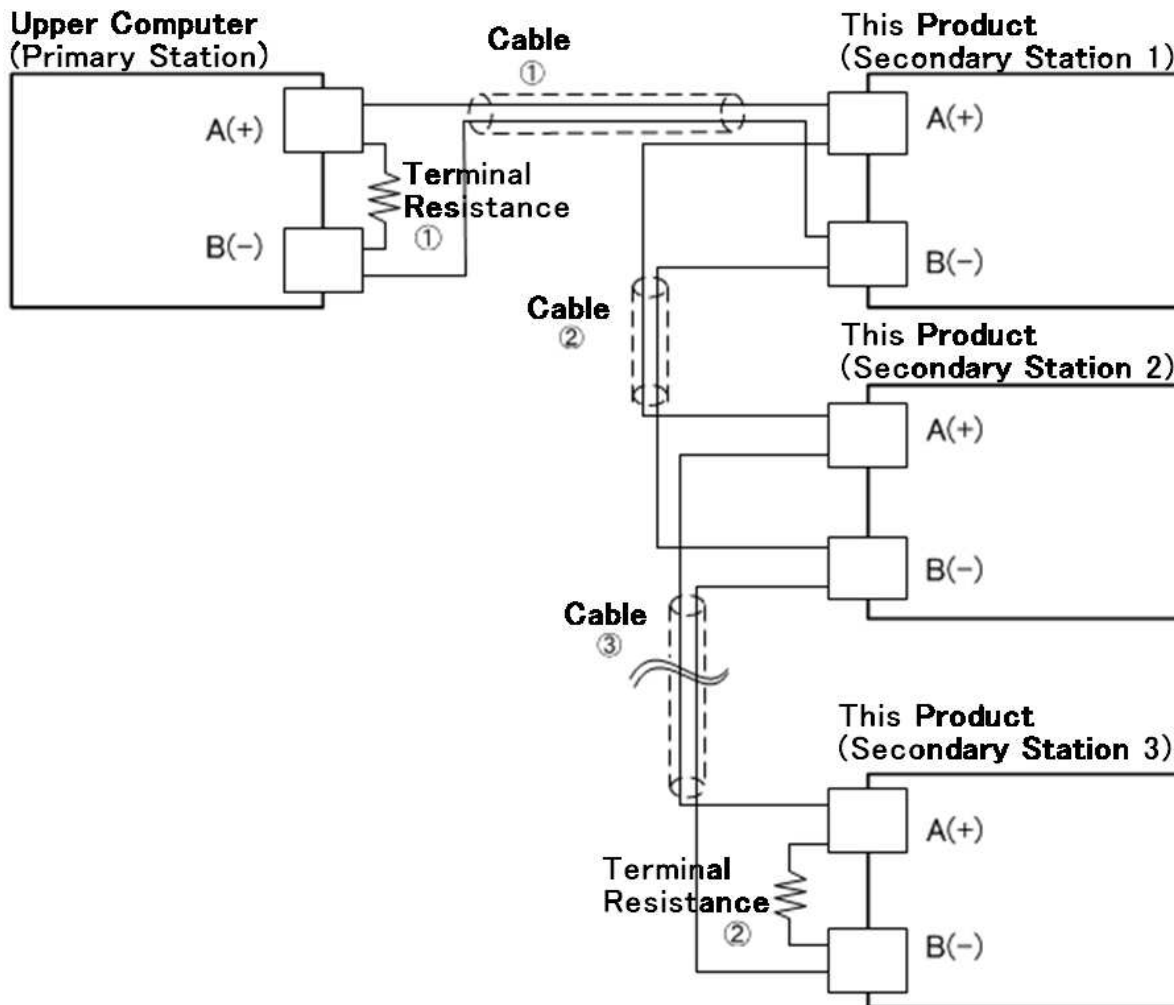 Upper Computer
(Primary Station)
A(+)
B(-)
Terminal
Resistance
①
Cable
①
This Product
(Secondary Station 1)
A(+)
B(-)
Cable
②
This Product
(Secondary Station 2)
A(+)
B(-)
Cable
③
This Product
(Secondary Station 3)
A(+)
B(-)
Terminal
Resistance
②